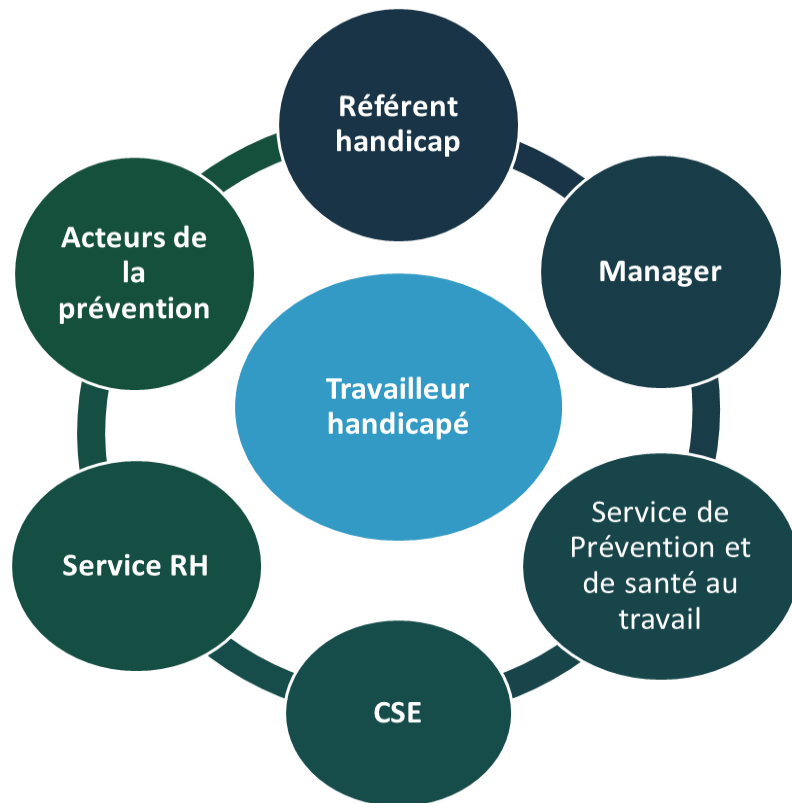 Référent
handicap
Manager
Service de
Prévention et
de santé au
travail
CSE
Service RH
Acteurs de
la
prévention
Travailleur
handicapé